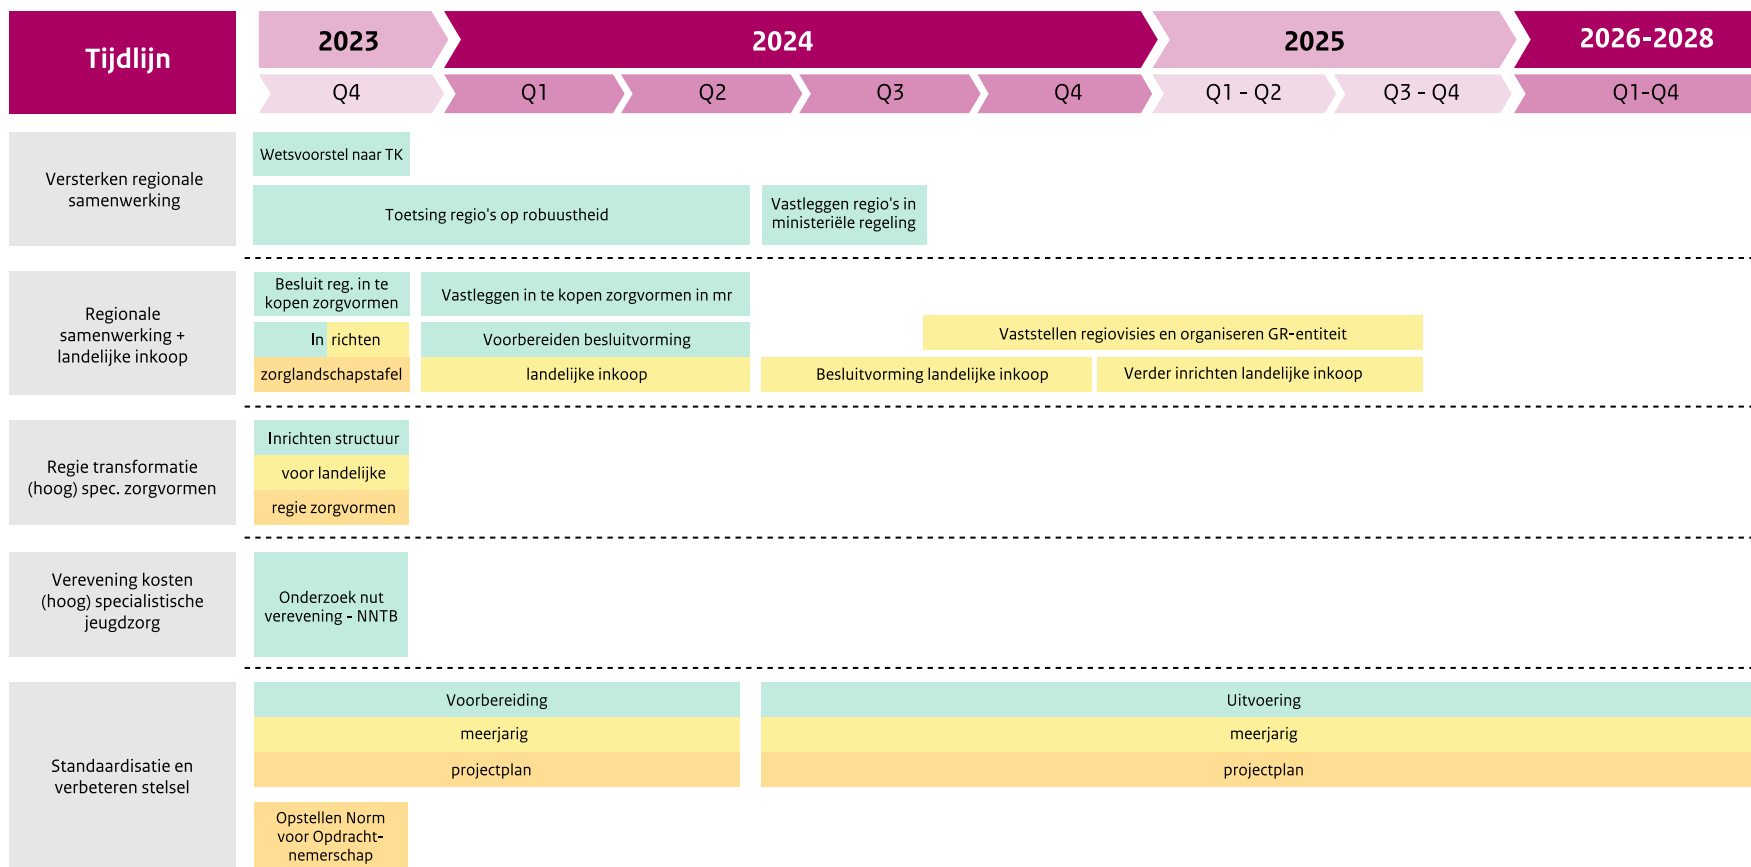 Tijdlijn
2023
2024
2025
2026-2028
Q4
Q1
Q2
Q3
Q4
Q1 - Q2
Q3 - Q4
Q1-Q4
Versterken regionale
samenwerking
Wetsvoorstel naar TK
Toetsing regio's op robuustheid
Vastleggen regio's in
ministeriële regeling
Regionale
samenwerking +
landelijke inkoop
Besluit reg. in te
kopen zorgvormen
Vastleggen in te kopen zorgvormen in mr
In richten
zorglandschapstafel
Voorbereiden besluitvorming
landelijke inkoop
Vaststellen regiovisies en organiseren GR-entiteit
Besluitvorming landelijke inkoop
Verder inrichten landelijke inkoop
Regie transformatie
(hoog) spec. zorgvormen
Inrichten structuur
voor landelijke
regie zorgvormen
Verevening kosten
(hoog) specialistische
jeugdzorg
Onderzoek nut
verevening - NNTB
Standaardisatie en
verbeteren stelsel
Voorbereiding
meerjarig
projectplan
Uitvoering
meerjarig
projectplan
Opstellen Norm
voor Opdracht-
nemerschap